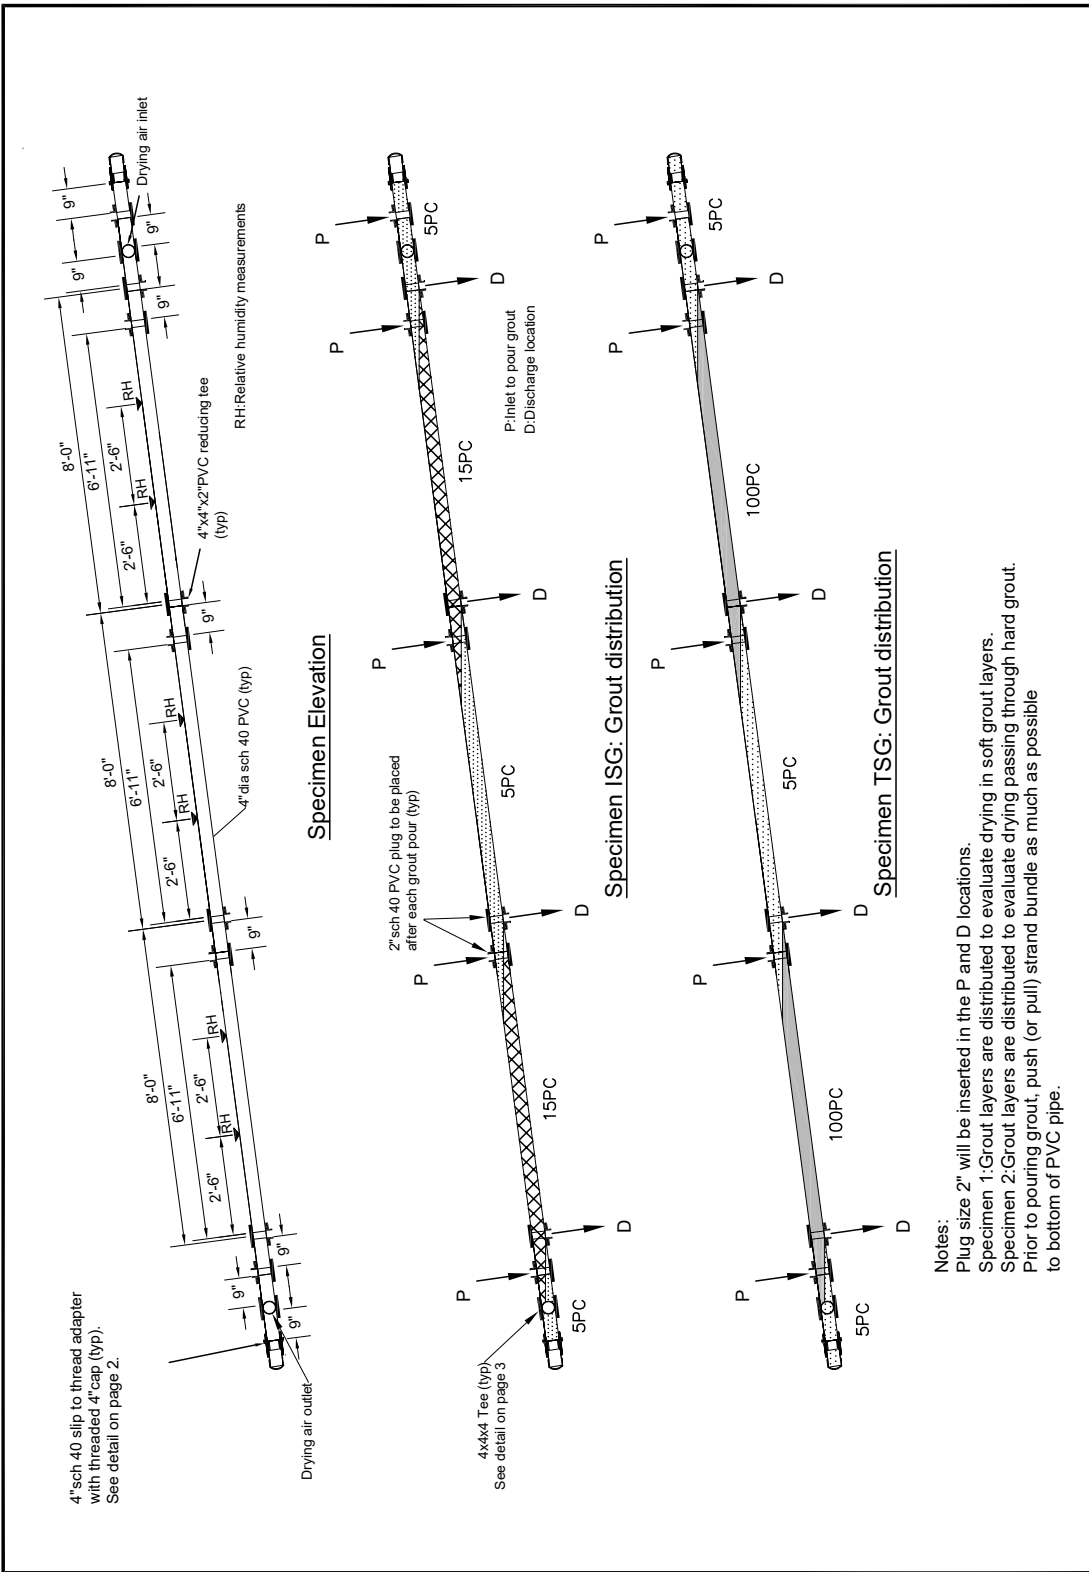 4"sch 40 slip to thread adapter
with threaded 4"cap (typ).
See detail on page 2.
Drying air outlet
9"
9"
9"
9"
8'-0"
6'-11"
2'-6"
2'-6"
RH
RH
9"
8'-0"
6'-11"
2'-6"
2'-6"
RH
RH
4"dia sch 40 PVC (typ)
9"
8'-0"
6'-11"
2'-6"
2'-6"
RH
RH
4"x4"x2"PVC reducing tee
(typ)
9"
9"
9"
9"
Drying air inlet
RH:Relative humidity measurements
Specimen Elevation
4x4x4 Tee (typ)
See detail on page 3
5PC
P
D
15PC
2"sch 40 PVC plug to be placed
after each grout pour (typ)
P
D
5PC
P
D
15PC
P
D
P
5PC
P:Inlet to pour grout
D:Discharge location
Specimen ISG: Grout distribution
5PC
P
D
100PC
P
D
5PC
P
D
100PC
P
D
P
5PC
Specimen TSG: Grout distribution
Notes:
Plug size 2" will be inserted in the P and D locations.
Specimen 1:Grout layers are distributed to evaluate drying in soft grout layers.
Specimen 2:Grout layers are distributed to evaluate drying passing through hard grout.
Prior to pouring grout, push (or pull) strand bundle as much as possible
to bottom of PVC pipe.